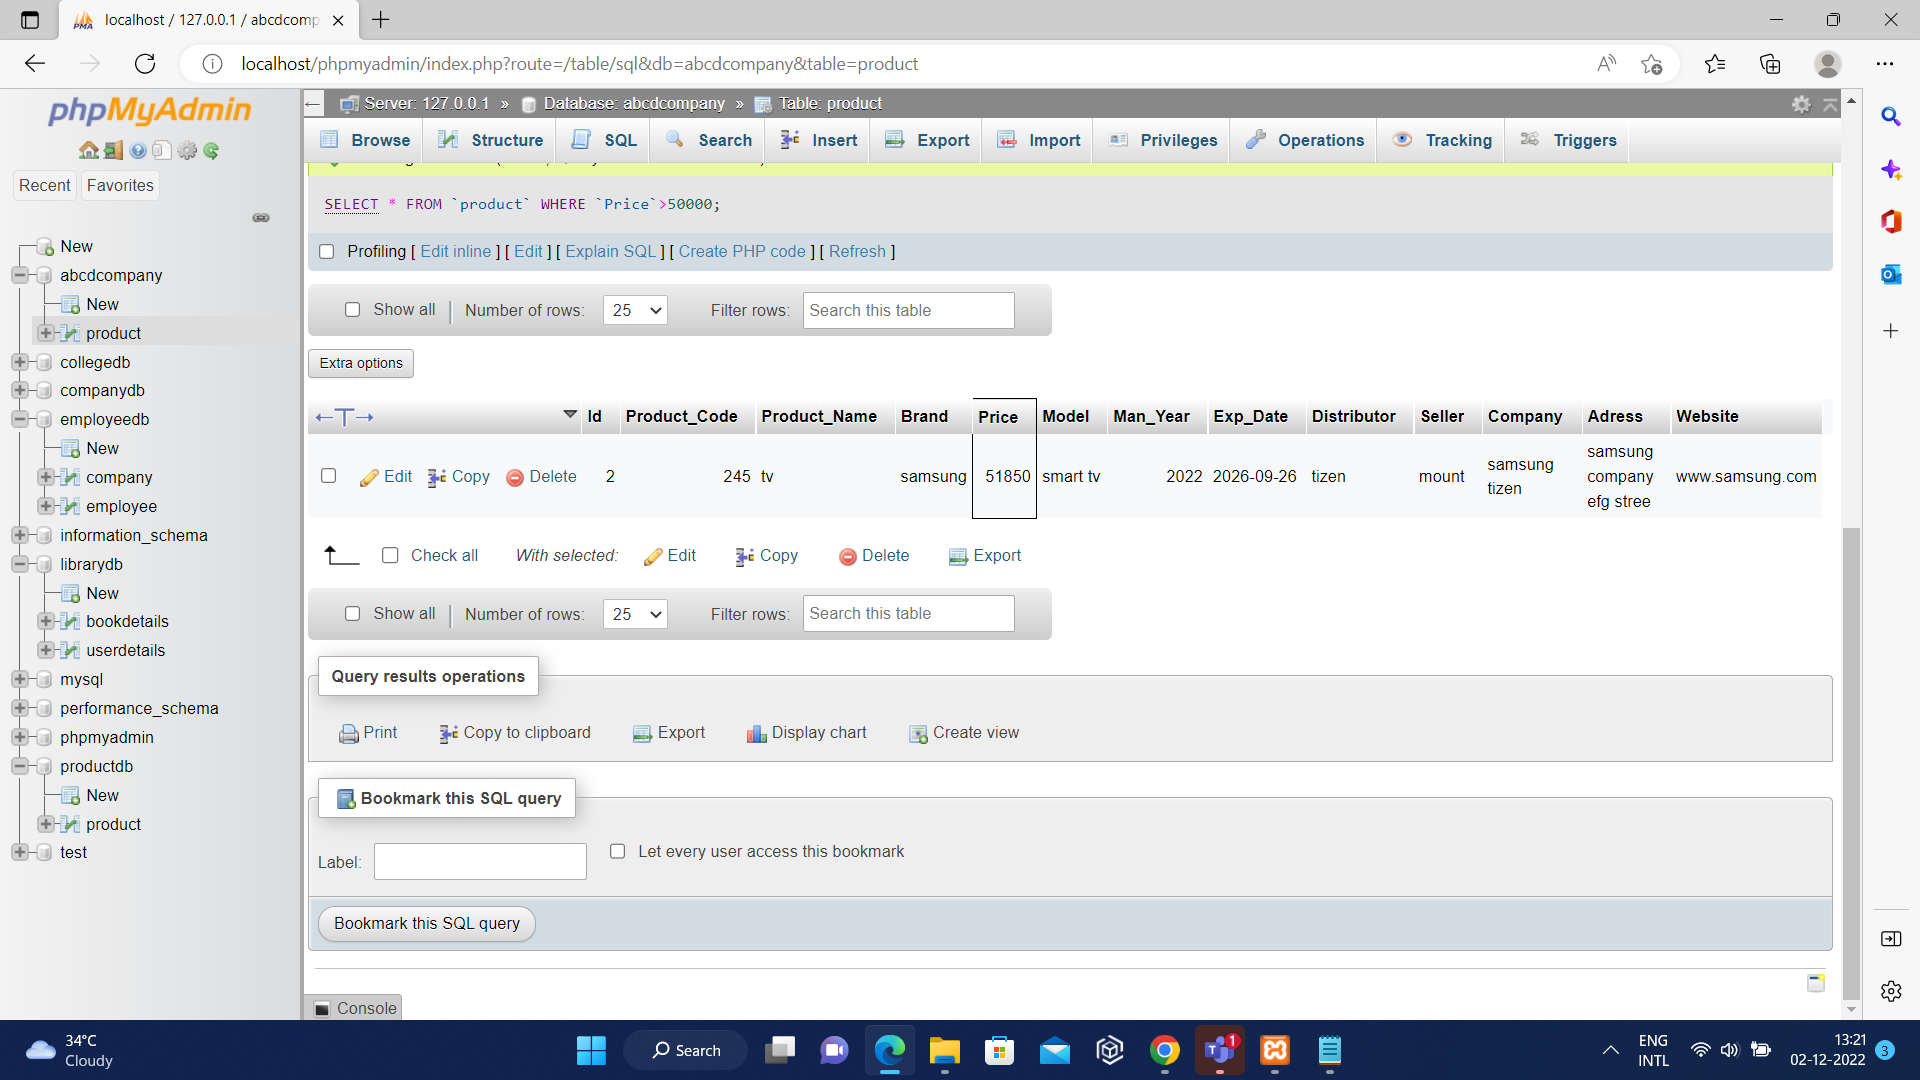 localhost / 127.0.0.1 / abcdcomp
localhost/phpmyadmin/index.php?route=/table/sql&db=abcdcompany&table=product
phpMyAdmin
Recent Favorites
New
abcdcompany
New
product
collegedb
companydb
employeedb
New
company
employee
information_schema
librarydb
New
bookdetails
userdetails
mysql
performance_schema
phpmyadmin
productdb
New
product
test
Server: 127.0.0.1 » Database: abcdcompany » Table: product
Browse Structure SQL Search Insert Export Import Privileges Operations Tracking Triggers
SELECT * FROM `product` WHERE `Price`>50000;
Profiling [ Edit inline ] [ Edit ] [ Explain SQL ] [ Create PHP code ] [ Refresh ]
Show all | Number of rows: 25 Filter rows: Search this table
Extra options
←T→ Id Product_Code Product_Name Brand Price Model Man_Year Exp_Date Distributor Seller Company Adress Website
Edit Copy Delete 2 245 tv samsung 51850 smart tv 2022 2026-09-26 tizen mount samsung tizen samsung company efg stree www.samsung.com
Check all With selected: Edit Copy Delete Export
Show all | Number of rows: 25 Filter rows: Search this table
Query results operations
Print Copy to clipboard Export Display chart Create view
Bookmark this SQL query
Label: Let every user access this bookmark
Bookmark this SQL query
Console
34°C
Cloudy
Search
1
ENG
INTL
13:21
02-12-2022
3